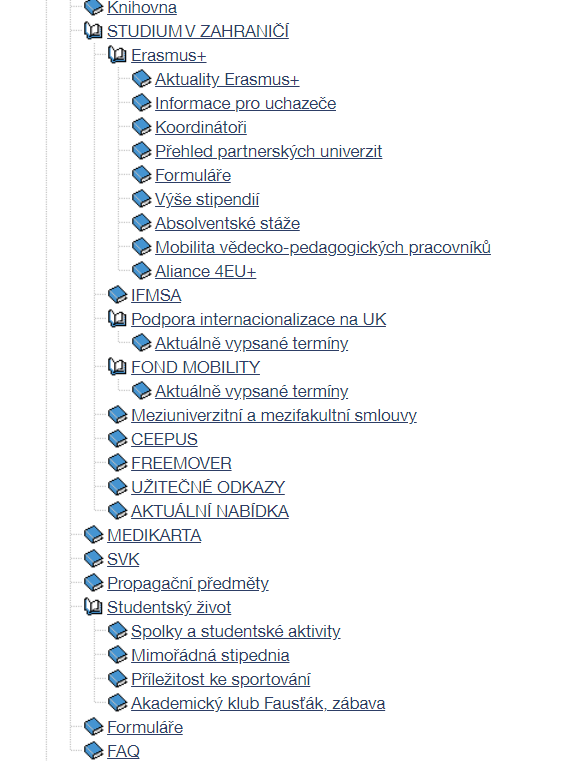 Knihovna
STUDIUM V ZAHRANIČÍ
Erasmus+
Aktuality Erasmus+
Informace pro uchazeče
Koordinátoři
Přehled partnerských univerzit
Formuláře
Výše stipendií
Absolventské stáže
Mobilita vědecko-pedagogických pracovníků
Aliance 4EU+
IFMSA
Podpora internacionalizace na UK
Aktuálně vypsané termíny
FOND MOBILITY
Aktuálně vypsané termíny
Meziuniverzitní a mezifakultní smlouvy
CEEPUS
FREEMOVER
UŽITEČNÉ ODKAZY
AKTUÁLNÍ NABÍDKA
MEDIKARTA
SVK
Propagační předměty
Studentský život
Spolky a studentské aktivity
Mimořádná stipednia
Příležitost ke sportování
Akademický klub Fausťák, zábava
Formuláře
FAQ